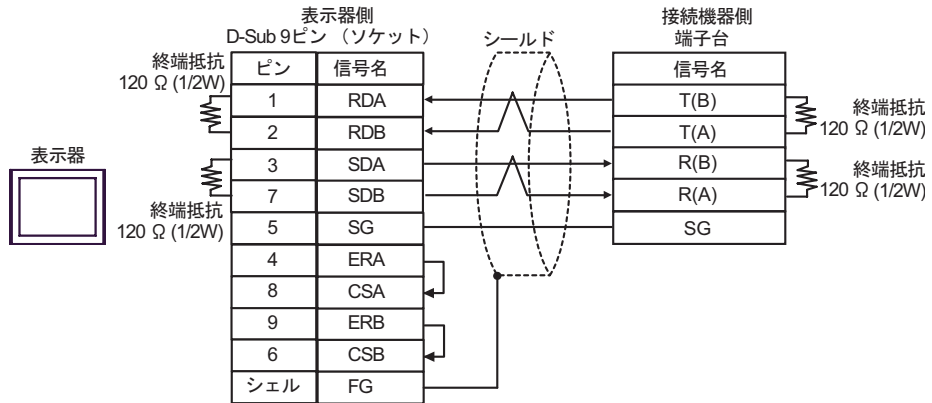 表示器側
D-Sub 9ピン （ソケット）
シールド
接続機器側
端子台
終端抵抗
120 Ω (1/2W)
ピン 信号名
信号名
1 RDA
T(B)
2 RDB
T(A)
終端抵抗
120 Ω (1/2W)
表示器
3 SDA
R(B)
7 SDB
R(A)
終端抵抗
120 Ω (1/2W)
終端抵抗
120 Ω (1/2W)
5 SG
SG
4 ERA
8 CSA
9 ERB
6 CSB
シェル FG